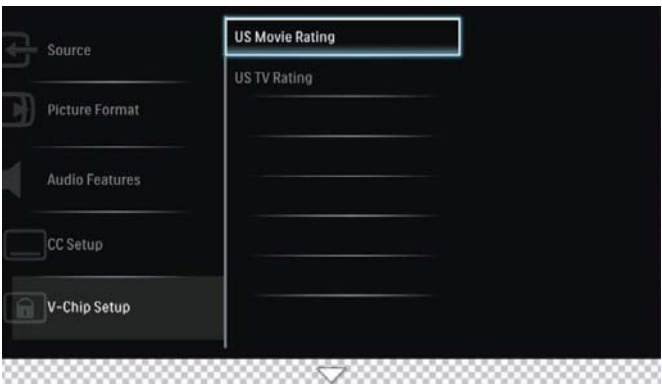 Source
Picture Format
Audio Features
CC Setup
V-Chip Setup
US Movie Rating
US TV Rating